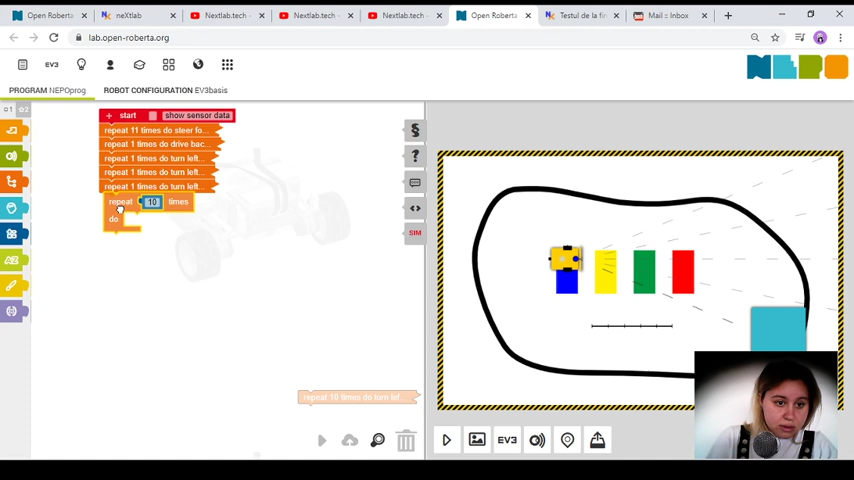 Open Roberta
neXtlab
Nextlab.tech -
Nextlab.tech -
Nextlab.tech -
Open Roberta
Testul de la fin
Mail :: Inbox
lab.open-roberta.org
EV3
PROGRAM NEPOprog
ROBOT CONFIGURATION EV3basis
1
2
start
show sensor data
repeat 11 times do steer fo...
repeat 1 times do drive bac...
repeat 1 times do turn left...
repeat 1 times do turn left...
repeat 1 times do turn left...
repeat 10 times
do
SIM
repeat 10 times do turn lef...
EV3